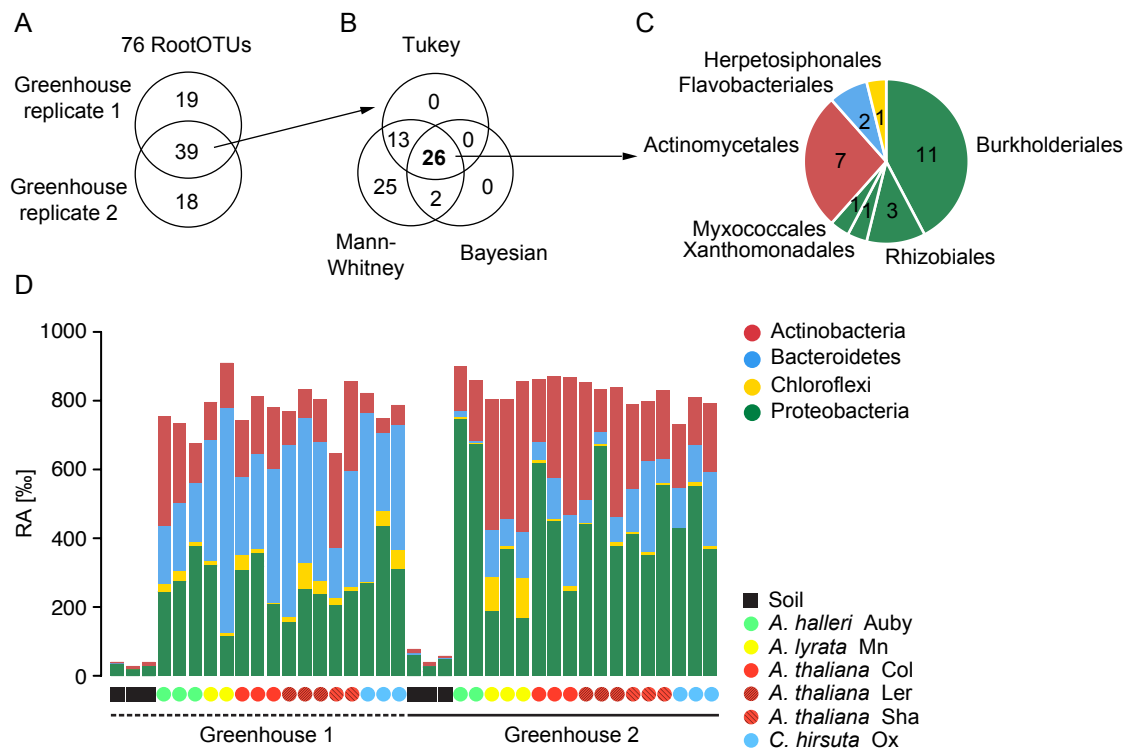 A
76 RootOTUs
Greenhouse
replicate 1
19
39
Greenhouse
replicate 2
18
B
Tukey
0
13
0
26
25
2
0
Mann-
Whitney
Bayesian
C
Herpetosiphonales
Flavobacteriales
Actinomycetales
Burkholderiales
2
1
7
11
1
1
3
Myxococcales
Xanthomonadales
Rhizobiales
D
RA [‰]
1000
800
600
400
200
0
Greenhouse 1
Greenhouse 2
Actinobacteria
Bacteroidetes
Chloroflexi
Proteobacteria
Soil
A. halleri Auby
A. lyrata Mn
A. thaliana Col
A. thaliana Ler
A. thaliana Sha
C. hirsuta Ox